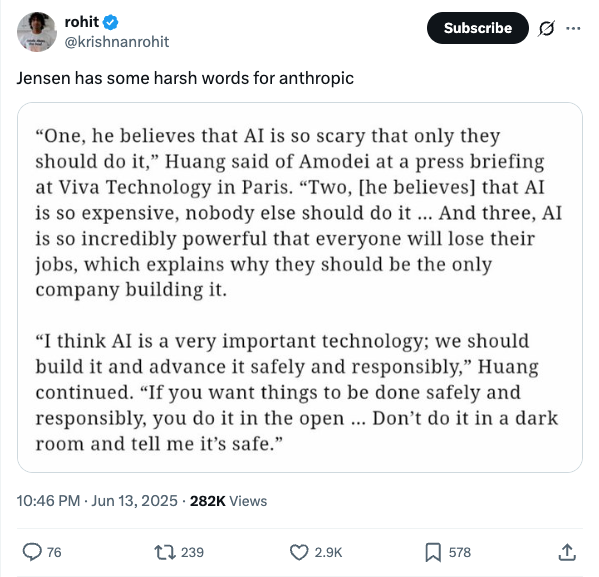 rohit
@krishnanrohit
Subscribe
Jensen has some harsh words for anthropic
“One, he believes that AI is so scary that only they
should do it,” Huang said of Amodei at a press briefing
at Viva Technology in Paris. “Two, [he believes] that AI
is so expensive, nobody else should do it ... And three, AI
is so incredibly powerful that everyone will lose their
jobs, which explains why they should be the only
company building it.
“I think AI is a very important technology; we should
build it and advance it safely and responsibly,” Huang
continued. “If you want things to be done safely and
responsibly, you do it in the open ... Don’t do it in a dark
room and tell me it’s safe.”
10:46 PM · Jun 13, 2025 · 282K Views
76 239 2.9K 578